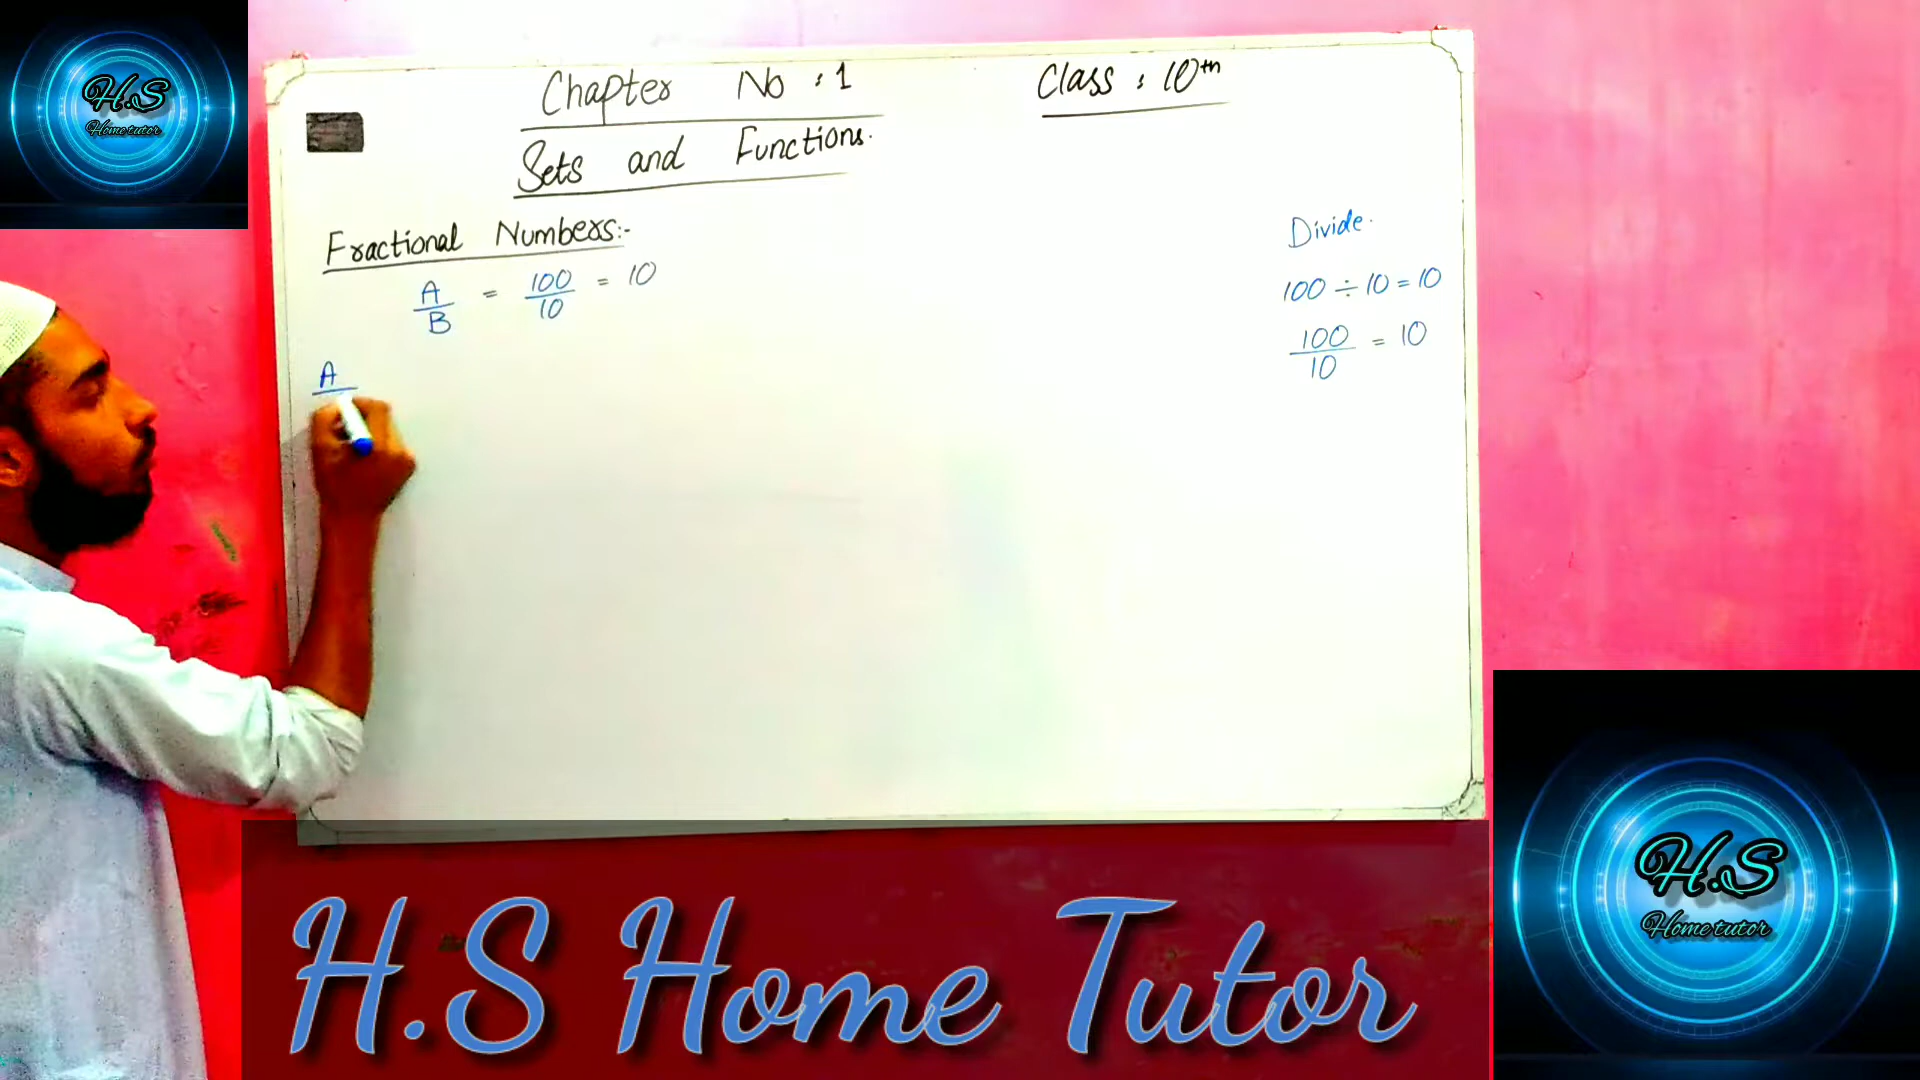 H.S
Home tutor
Chapter No : 1
Class : 10th
Sets and Functions.
Fractional Numbers:-
A/B = 100/10 = 10
A
Divide.
100 ÷ 10 = 10
100/10 = 10
H.S Home Tutor
H.S
Home tutor